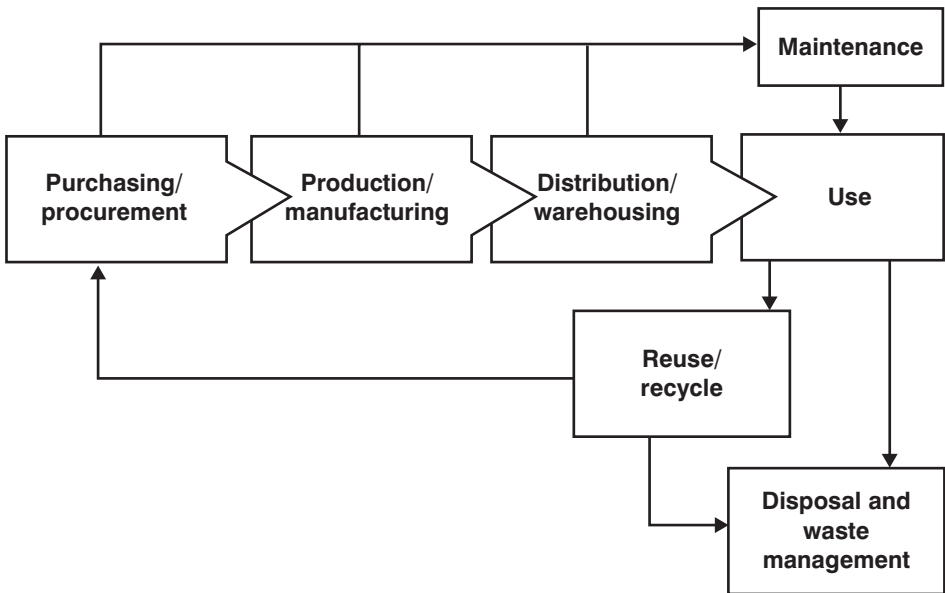 Maintenance
Purchasing/
procurement
Production/
manufacturing
Distribution/
warehousing
Use
Reuse/
recycle
Disposal and
waste
management